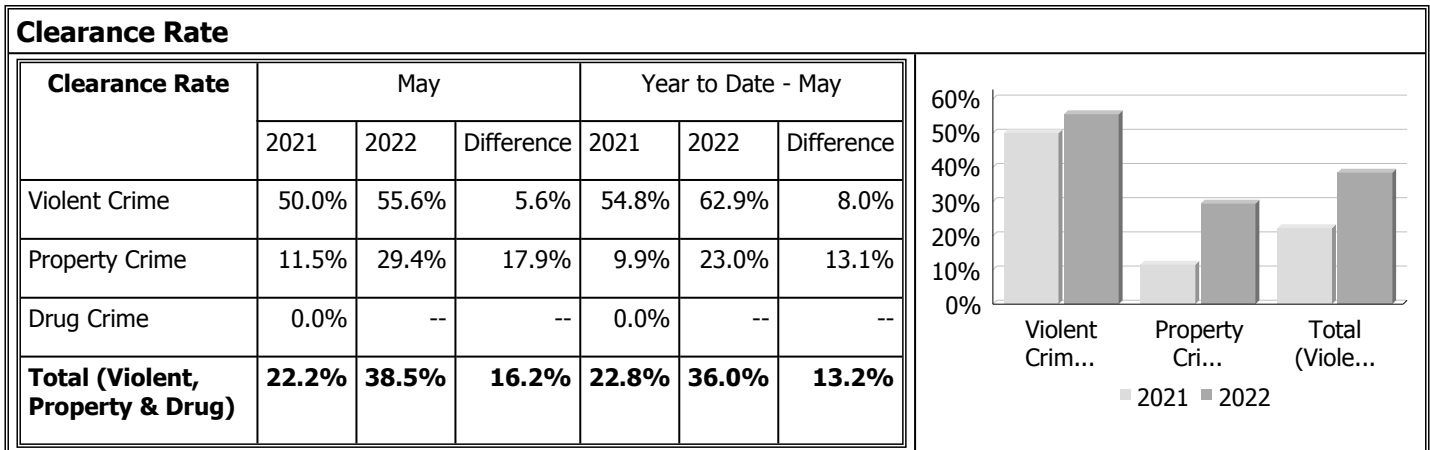 Clearance Rate
Clearance Rate May Year to Date - May
2021 2022 Difference 2021 2022 Difference
Violent Crime 50.0% 55.6% 5.6% 54.8% 62.9% 8.0%
Property Crime 11.5% 29.4% 17.9% 9.9% 23.0% 13.1%
Drug Crime 0.0% -- -- 0.0% -- --
Total (Violent, 22.2% 38.5% 16.2% 22.8% 36.0% 13.2%
Property & Drug)
60%
50%
40%
30%
20%
10%
0%
Violent Property Total
Crim... Cri... (Viole...
2021 2022